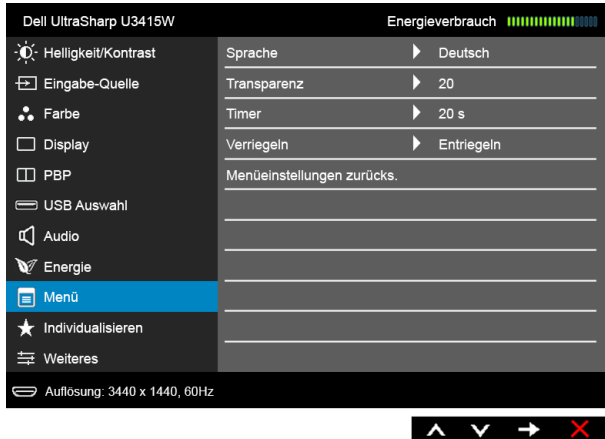 Dell UltraSharp U3415W Energieverbrauch
Helligkeit/Kontrast Sprache Deutsch
Eingabe-Quelle Transparenz 20
Farbe Timer 20 s
Display Verriegeln Entriegeln
PBP Menüeinstellungen zurücks.
USB Auswahl
Audio
Energie
Menü
Individualisieren
Weiteres
Auflösung: 3440 x 1440, 60Hz